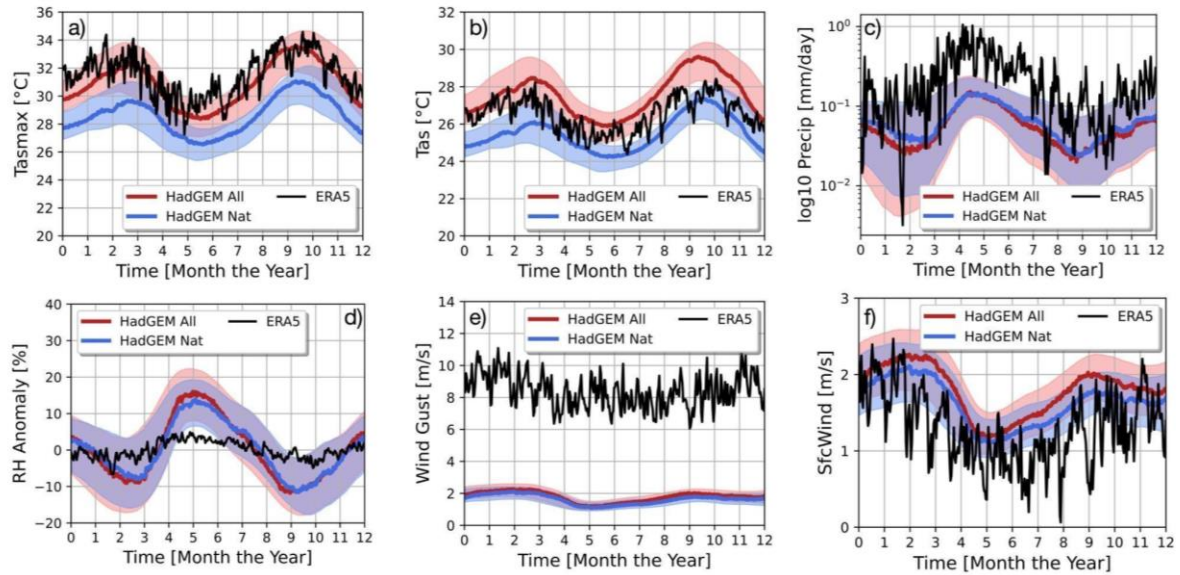 a)
Tasmax [°C]
36
34
32
30
28
26
24
22
20
HadGEM All
HadGEM Nat
ERA5
0 1 2 3 4 5 6 7 8 9 10 11 12
Time [Month the Year]
b)
Tas [°C]
34
32
30
28
26
24
22
20
HadGEM All
HadGEM Nat
ERA5
0 1 2 3 4 5 6 7 8 9 10 11 12
Time [Month the Year]
c)
log10 Precip [mm/day]
10⁰
10⁻¹
10⁻²
HadGEM All
HadGEM Nat
ERA5
0 1 2 3 4 5 6 7 8 9 10 11 12
Time [Month the Year]
d)
RH Anomaly [%]
40
30
20
10
0
−10
−20
HadGEM All
HadGEM Nat
ERA5
0 1 2 3 4 5 6 7 8 9 10 11 12
Time [Month the Year]
e)
Wind Gust [m/s]
14
12
10
8
6
4
2
0
HadGEM All
HadGEM Nat
ERA5
0 1 2 3 4 5 6 7 8 9 10 11 12
Time [Month the Year]
f)
SfcWind [m/s]
3
2
1
0
HadGEM All
HadGEM Nat
ERA5
0 1 2 3 4 5 6 7 8 9 10 11 12
Time [Month the Year]